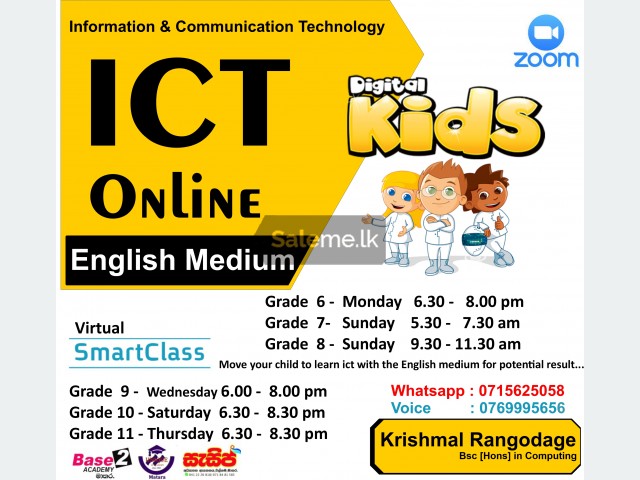 Information & Communication Technology
zoom
ICT
Online
Digital
Kids
Saleme.lk
English Medium
Grade 6 - Monday 6.30 - 8.00 pm
Grade 7- Sunday 5.30 - 7.30 am
Grade 8 - Sunday 9.30 - 11.30 am
Virtual
SmartClass
Move your child to learn ict with the English medium for potential result...
Grade 9 - Wednesday 6.00 - 8.00 pm
Grade 10 - Saturday 6.30 - 8.30 pm
Grade 11 - Thursday 6.30 - 8.30 pm
Whatsapp : 0715625058
Voice : 0769995656
Krishmal Rangodage
Bsc [Hons] in Computing
Base 2
ACADEMY
මාතර.
Matara
සැසිප්